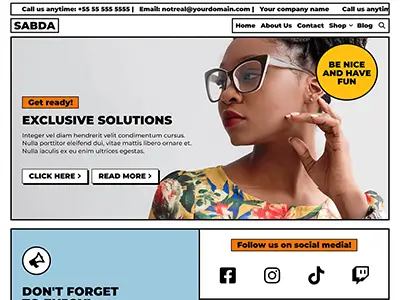 Call us anytime: +55 55 555 5555 | Email: notreal@yourdomain.com | Your company name Call us anytim
SABDA
Home About Us Contact Shop Blog
BE NICE
AND HAVE
FUN
Get ready!
EXCLUSIVE SOLUTIONS
Integer vel diam hendrerit velit condimentum cursus.
Nulla porttitor eleifend dui, vitae mattis libero ornare et.
Nulla iaculis ex eu enim ultrices egestas.
CLICK HERE > READ MORE >
Follow us on social media!
DON'T FORGET